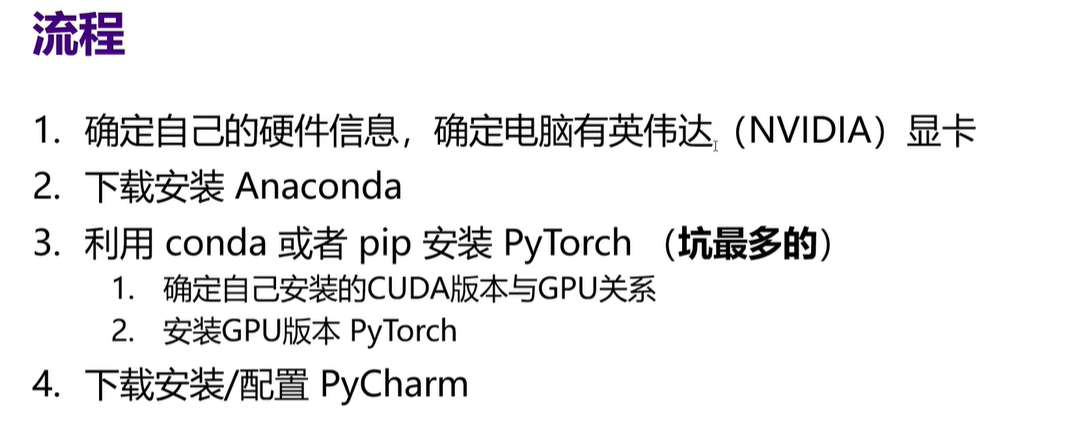 流程
1. 确定自己的硬件信息，确定电脑有英伟达（NVIDIA）显卡
2. 下载安装 Anaconda
3. 利用 conda 或者 pip 安装 PyTorch （坑最多的）
1. 确定自己安装的CUDA版本与GPU关系
2. 安装GPU版本 PyTorch
4. 下载安装/配置 PyCharm